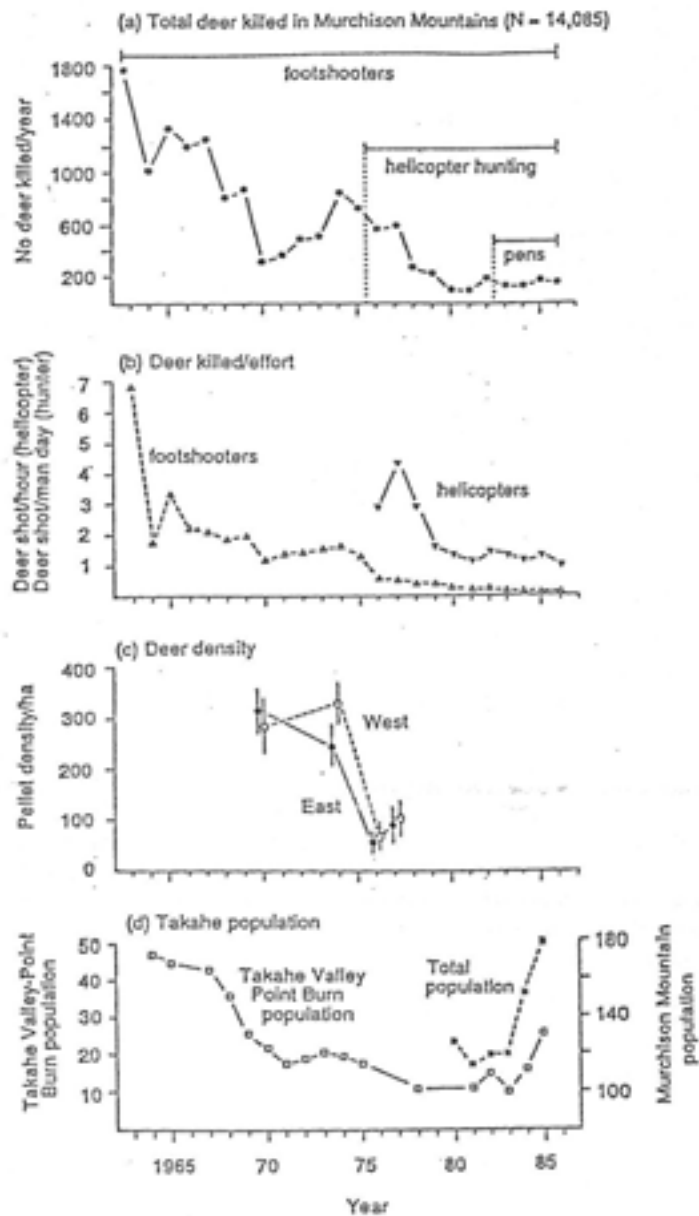 (a) Total deer killed in Murchison Mountains (N = 14,085)
footshooters
helicopter hunting
pens
No deer killed/year
1800
1400
1000
600
200
(b) Deer killed/effort
footshooters
helicopters
Deer shot/hour (helicopter)
Deer shot/man day (hunter)
7
6
5
4
3
2
1
(c) Deer density
West
East
Pellet density/ha
400
300
200
100
0
(d) Takahe population
Takahe Valley
Point Burn
population
Total
population
Takahe Valley-Point
Burn population
50
40
30
20
10
180
140
100
Murchison Mountain
population
1965 70 75 80 85
Year